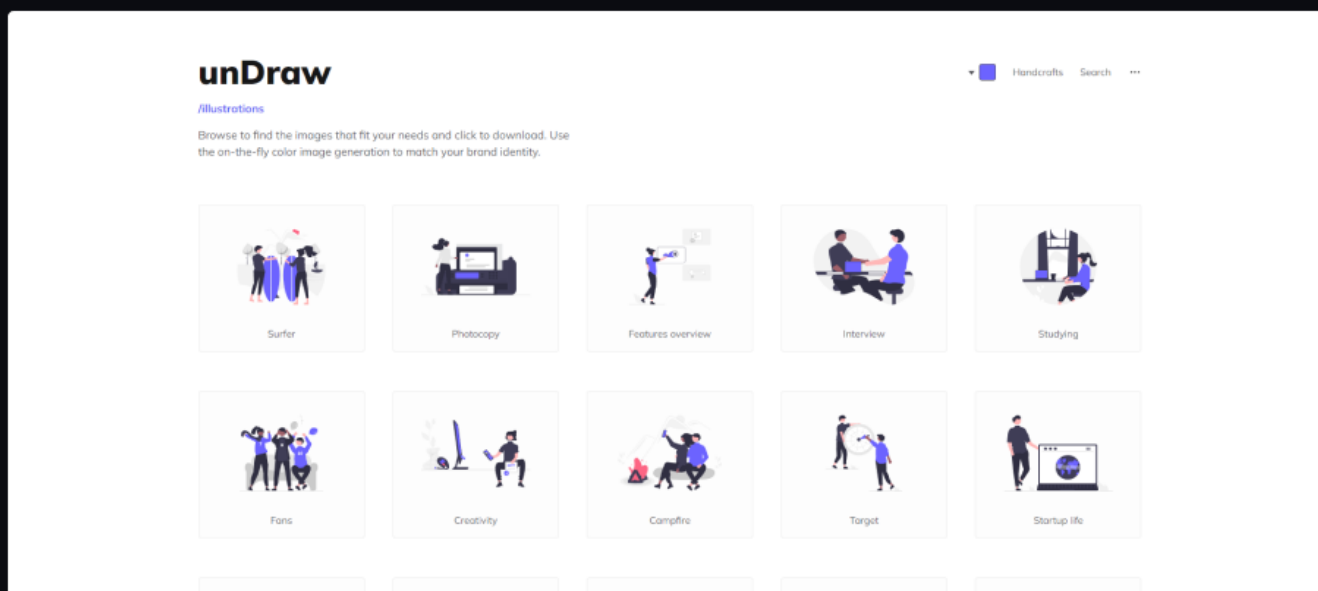 unDraw
Handcrafts
Search
/illustrations
Browse to find the images that fit your needs and click to download. Use
the on-the-fly color image generation to match your brand identity.
Surfer
Photocopy
Features overview
Interview
Studying
Fans
Creativity
Campfire
Target
Startup life